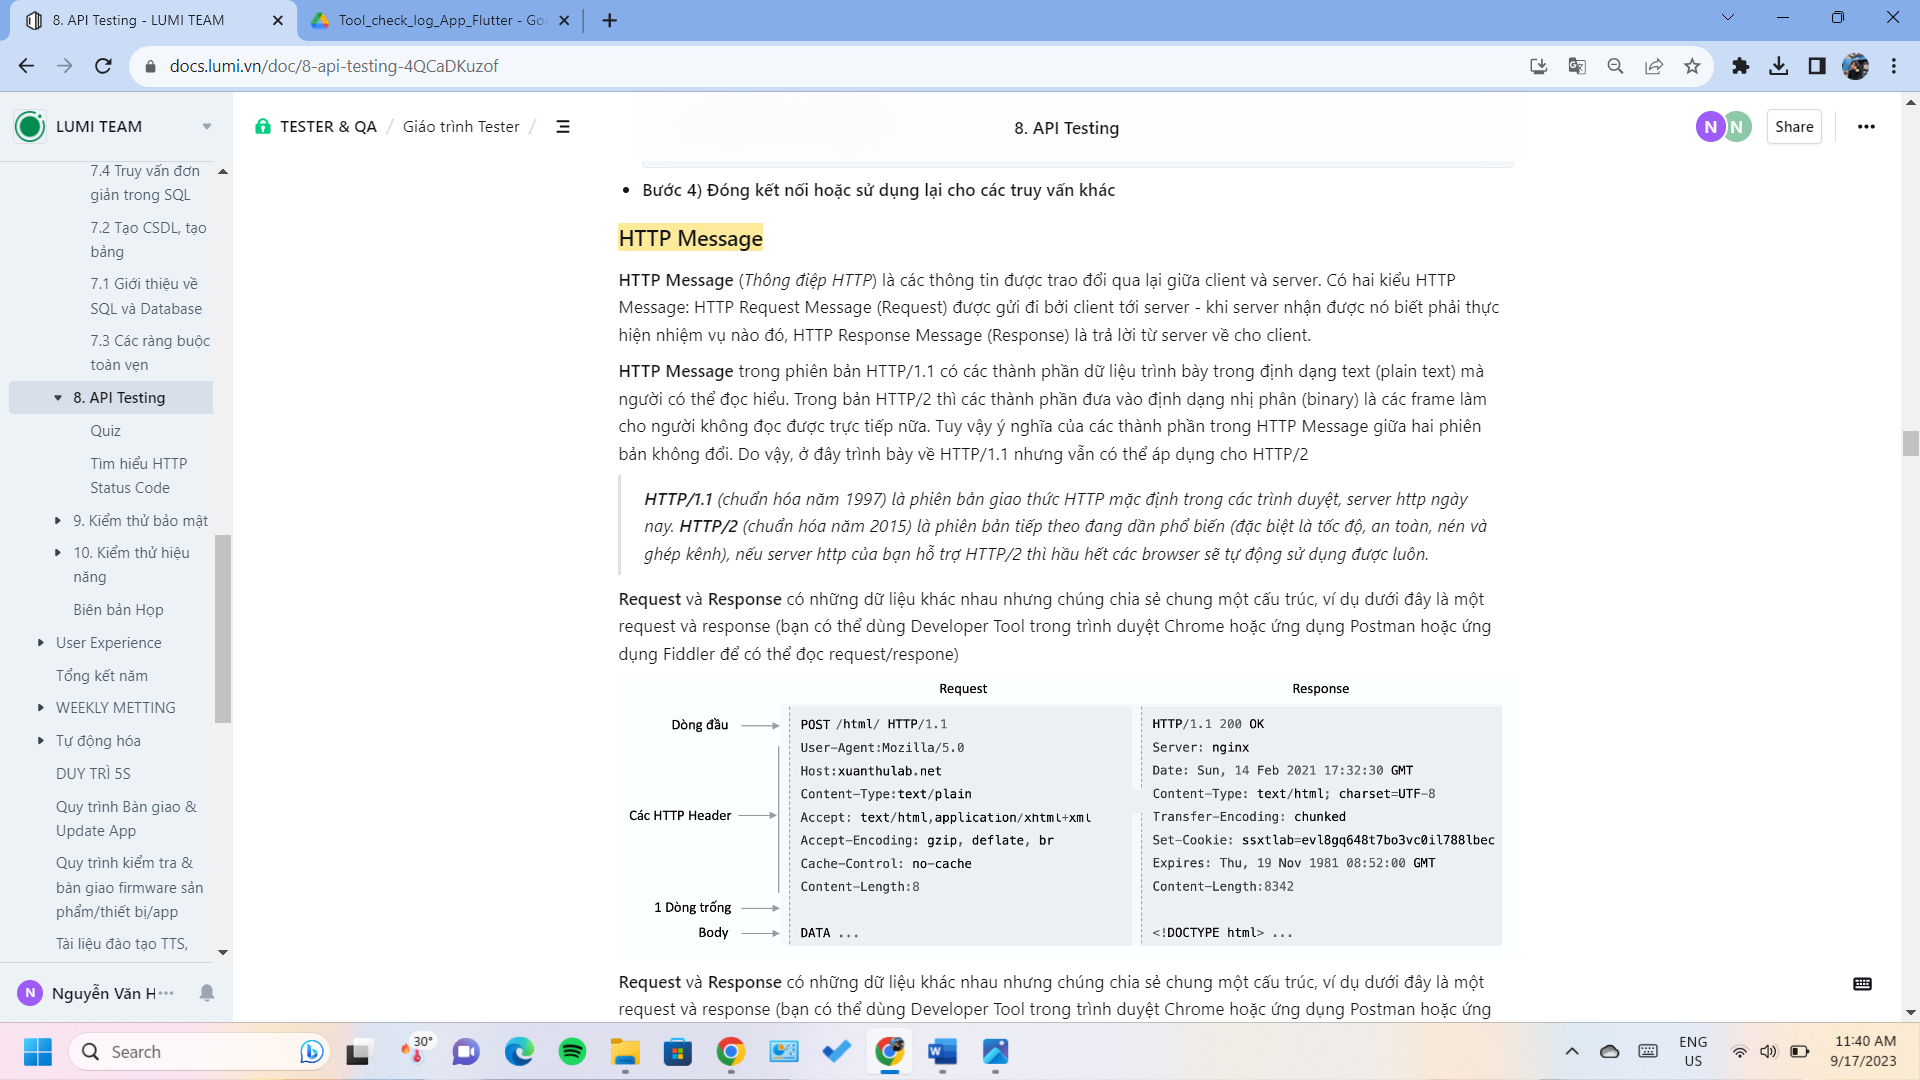 8. API Testing - LUMI TEAM
Tool_check_log_App_Flutter - Goo
docs.lumi.vn/doc/8-api-testing-4QCaDKuzof
LUMI TEAM
TESTER & QA / Giáo trình Tester /
8. API Testing
N N
Share
7.4 Truy vấn đơn
giản trong SQL
7.2 Tạo CSDL, tạo
bảng
7.1 Giới thiệu về
SQL và Database
7.3 Các ràng buộc
toàn vẹn
8. API Testing
Quiz
Tìm hiểu HTTP
Status Code
9. Kiểm thử bảo mật
10. Kiểm thử hiệu
năng
Biên bản Họp
User Experience
Tổng kết năm
WEEKLY METTING
Tự động hóa
DUY TRÌ 5S
Quy trình Bàn giao &
Update App
Quy trình kiểm tra &
bàn giao firmware sản
phẩm/thiết bị/app
Tài liệu đào tạo TTS,
N Nguyễn Văn H
• Bước 4) Đóng kết nối hoặc sử dụng lại cho các truy vấn khác
HTTP Message
HTTP Message (Thông điệp HTTP) là các thông tin được trao đổi qua lại giữa client và server. Có hai kiểu HTTP
Message: HTTP Request Message (Request) được gửi đi bởi client tới server - khi server nhận được nó biết phải thực
hiện nhiệm vụ nào đó, HTTP Response Message (Response) là trả lời từ server về cho client.
HTTP Message trong phiên bản HTTP/1.1 có các thành phần dữ liệu trình bày trong định dạng text (plain text) mà
người có thể đọc hiểu. Trong bản HTTP/2 thì các thành phần đưa vào định dạng nhị phân (binary) là các frame làm
cho người không đọc được trực tiếp nữa. Tuy vậy ý nghĩa của các thành phần trong HTTP Message giữa hai phiên
bản không đổi. Do vậy, ở đây trình bày về HTTP/1.1 nhưng vẫn có thể áp dụng cho HTTP/2
HTTP/1.1 (chuẩn hóa năm 1997) là phiên bản giao thức HTTP mặc định trong các trình duyệt, server http ngày
nay. HTTP/2 (chuẩn hóa năm 2015) là phiên bản tiếp theo đang dần phổ biến (đặc biệt là tốc độ, an toàn, nén và
ghép kênh), nếu server http của bạn hỗ trợ HTTP/2 thì hầu hết các browser sẽ tự động sử dụng được luôn.
Request và Response có những dữ liệu khác nhau nhưng chúng chia sẻ chung một cấu trúc, ví dụ dưới đây là một
request và response (bạn có thể dùng Developer Tool trong trình duyệt Chrome hoặc ứng dụng Postman hoặc ứng
dụng Fiddler để có thể đọc request/respone)
Request
Dòng đầu
Các HTTP Header
1 Dòng trống
Body
POST /html/ HTTP/1.1
User-Agent:Mozilla/5.0
Host:xuanthulab.net
Content-Type:text/plain
Accept: text/html,application/xhtml+xml
Accept-Encoding: gzip, deflate, br
Cache-Control: no-cache
Content-Length:8
DATA ...
Response
HTTP/1.1 200 OK
Server: nginx
Date: Sun, 14 Feb 2021 17:32:30 GMT
Content-Type: text/html; charset=UTF-8
Transfer-Encoding: chunked
Set-Cookie: ssxtlab=evl8gq648t7bo3vc0il788lbec
Expires: Thu, 19 Nov 1981 08:52:00 GMT
Content-Length:8342
<!DOCTYPE html> ...
Request và Response có những dữ liệu khác nhau nhưng chúng chia sẻ chung một cấu trúc, ví dụ dưới đây là một
request và response (bạn có thể dùng Developer Tool trong trình duyệt Chrome hoặc ứng dụng Postman hoặc ứng
Search
30°
ENG
US
11:40 AM
9/17/2023